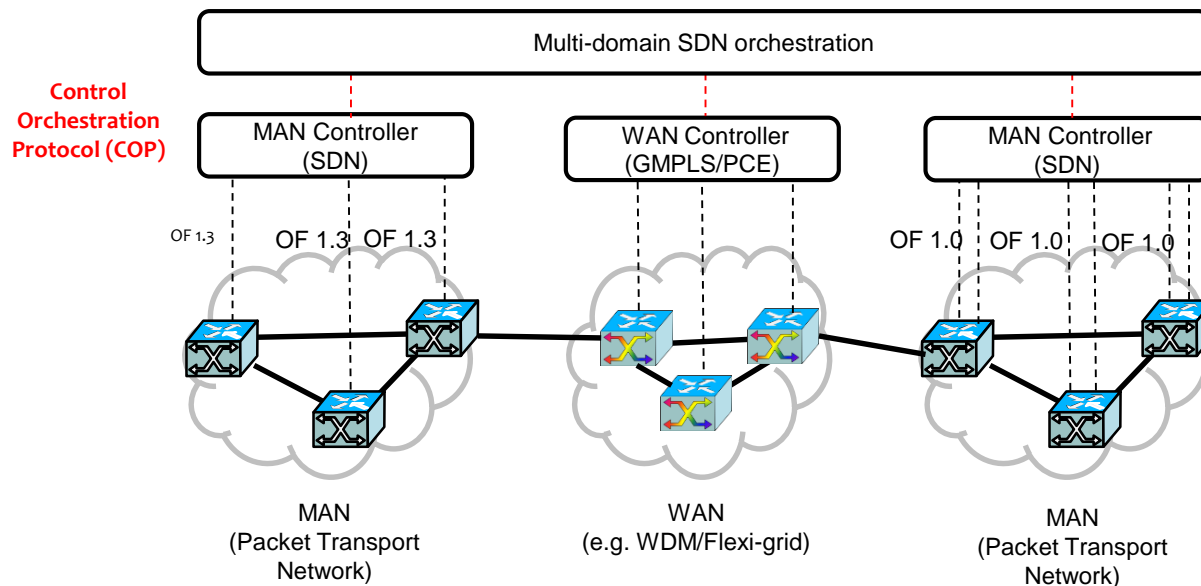 Multi-domain SDN orchestration
Control
Orchestration
Protocol (COP)
MAN Controller
(SDN)
WAN Controller
(GMPLS/PCE)
MAN Controller
(SDN)
OF 1.3
OF 1.3
OF 1.3
OF 1.0
OF 1.0
OF 1.0
MAN
(Packet Transport
Network)
WAN
(e.g. WDM/Flexi-grid)
MAN
(Packet Transport
Network)